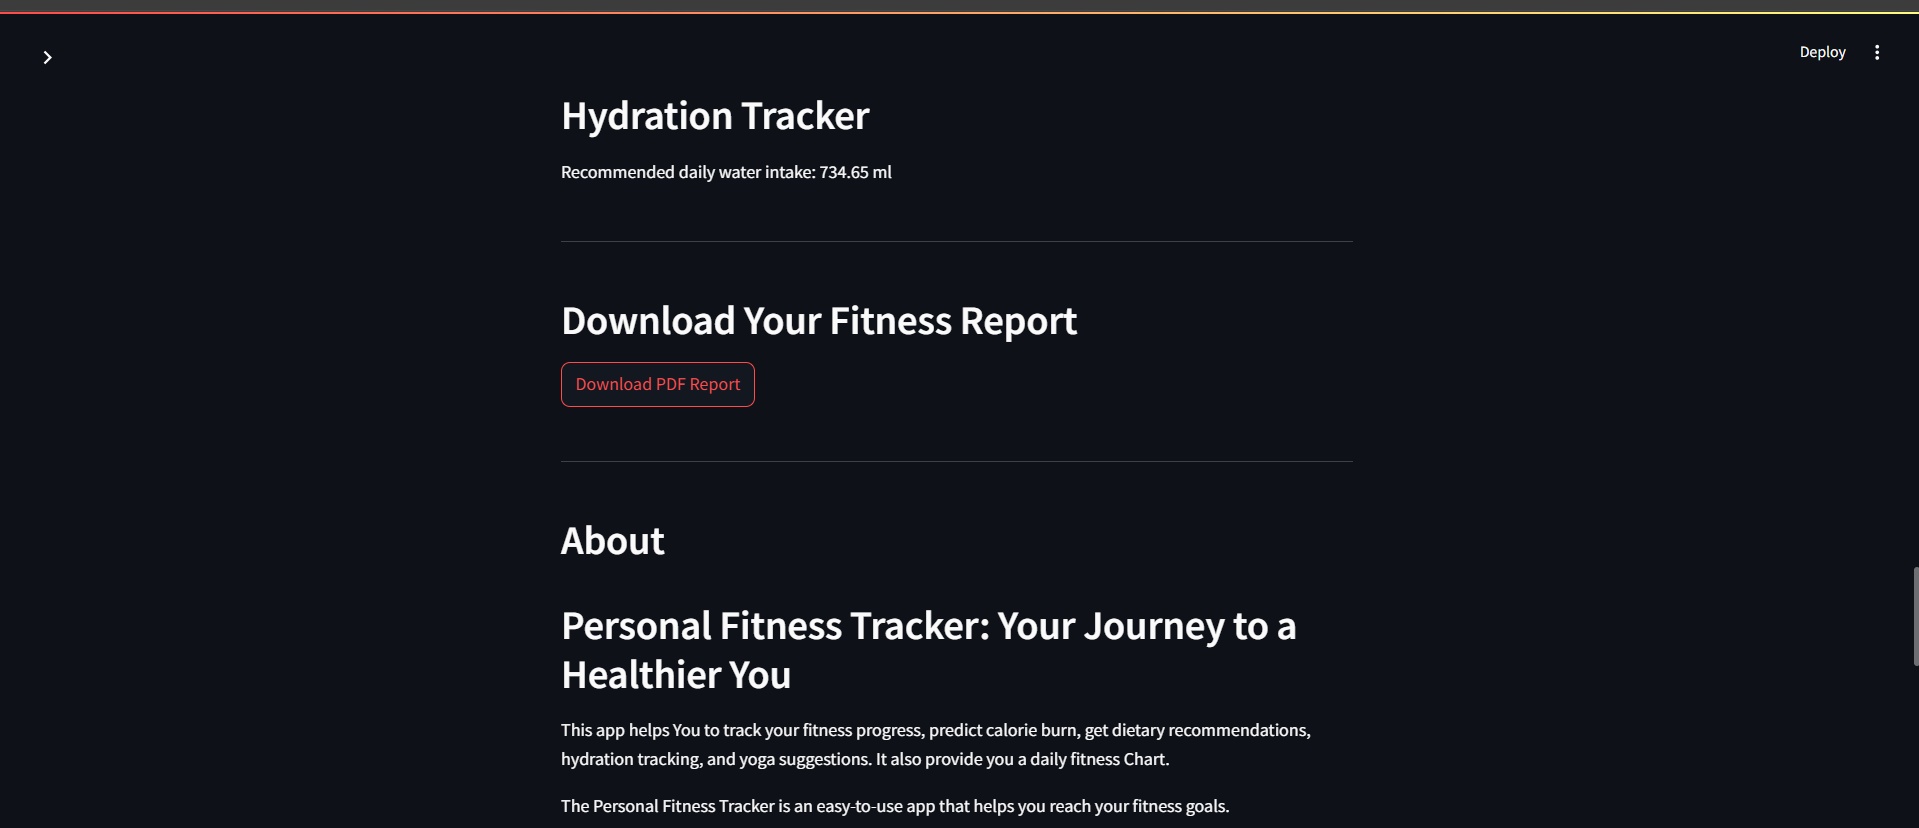 Deploy
Hydration Tracker
Recommended daily water intake: 734.65 ml
Download Your Fitness Report
Download PDF Report
About
Personal Fitness Tracker: Your Journey to a
Healthier You
This app helps You to track your fitness progress, predict calorie burn, get dietary recommendations,
hydration tracking, and yoga suggestions. It also provide you a daily fitness Chart.
The Personal Fitness Tracker is an easy-to-use app that helps you reach your fitness goals.